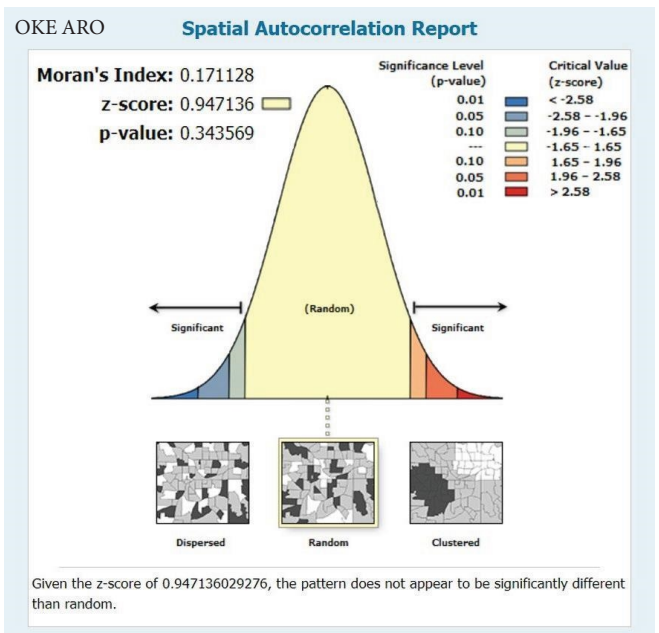 OKE ARO
Spatial Autocorrelation Report
Moran's Index: 0.171128
z-score: 0.947136
p-value: 0.343569
Significance Level
(p-value)
Critical Value
(z-score)
0.01 < -2.58
0.05 -2.58 – -1.96
0.10 -1.96 – -1.65
--- -1.65 – 1.65
0.10 1.65 – 1.96
0.05 1.96 – 2.58
0.01 > 2.58
(Random)
Significant
Significant
Dispersed
Random
Clustered
Given the z-score of 0.947136029276, the pattern does not appear to be significantly different
than random.